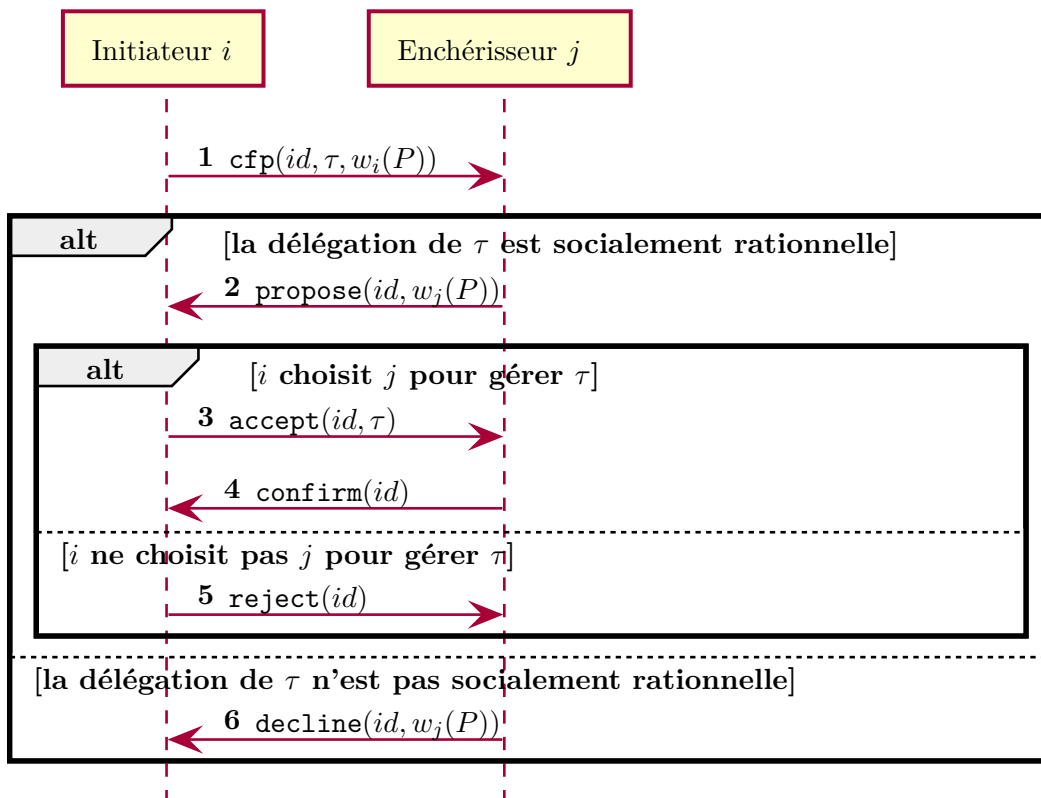 Initiateur i
Enchérisseur j
1 cfp(id, τ, w_i(P))
alt [la délégation de τ est socialement rationnelle]
2 propose(id, w_j(P))
alt [i choisit j pour gérer τ]
3 accept(id, τ)
4 confirm(id)
[i ne choisit pas j pour gérer τ]
5 reject(id)
[la délégation de τ n'est pas socialement rationnelle]
6 decline(id, w_j(P))